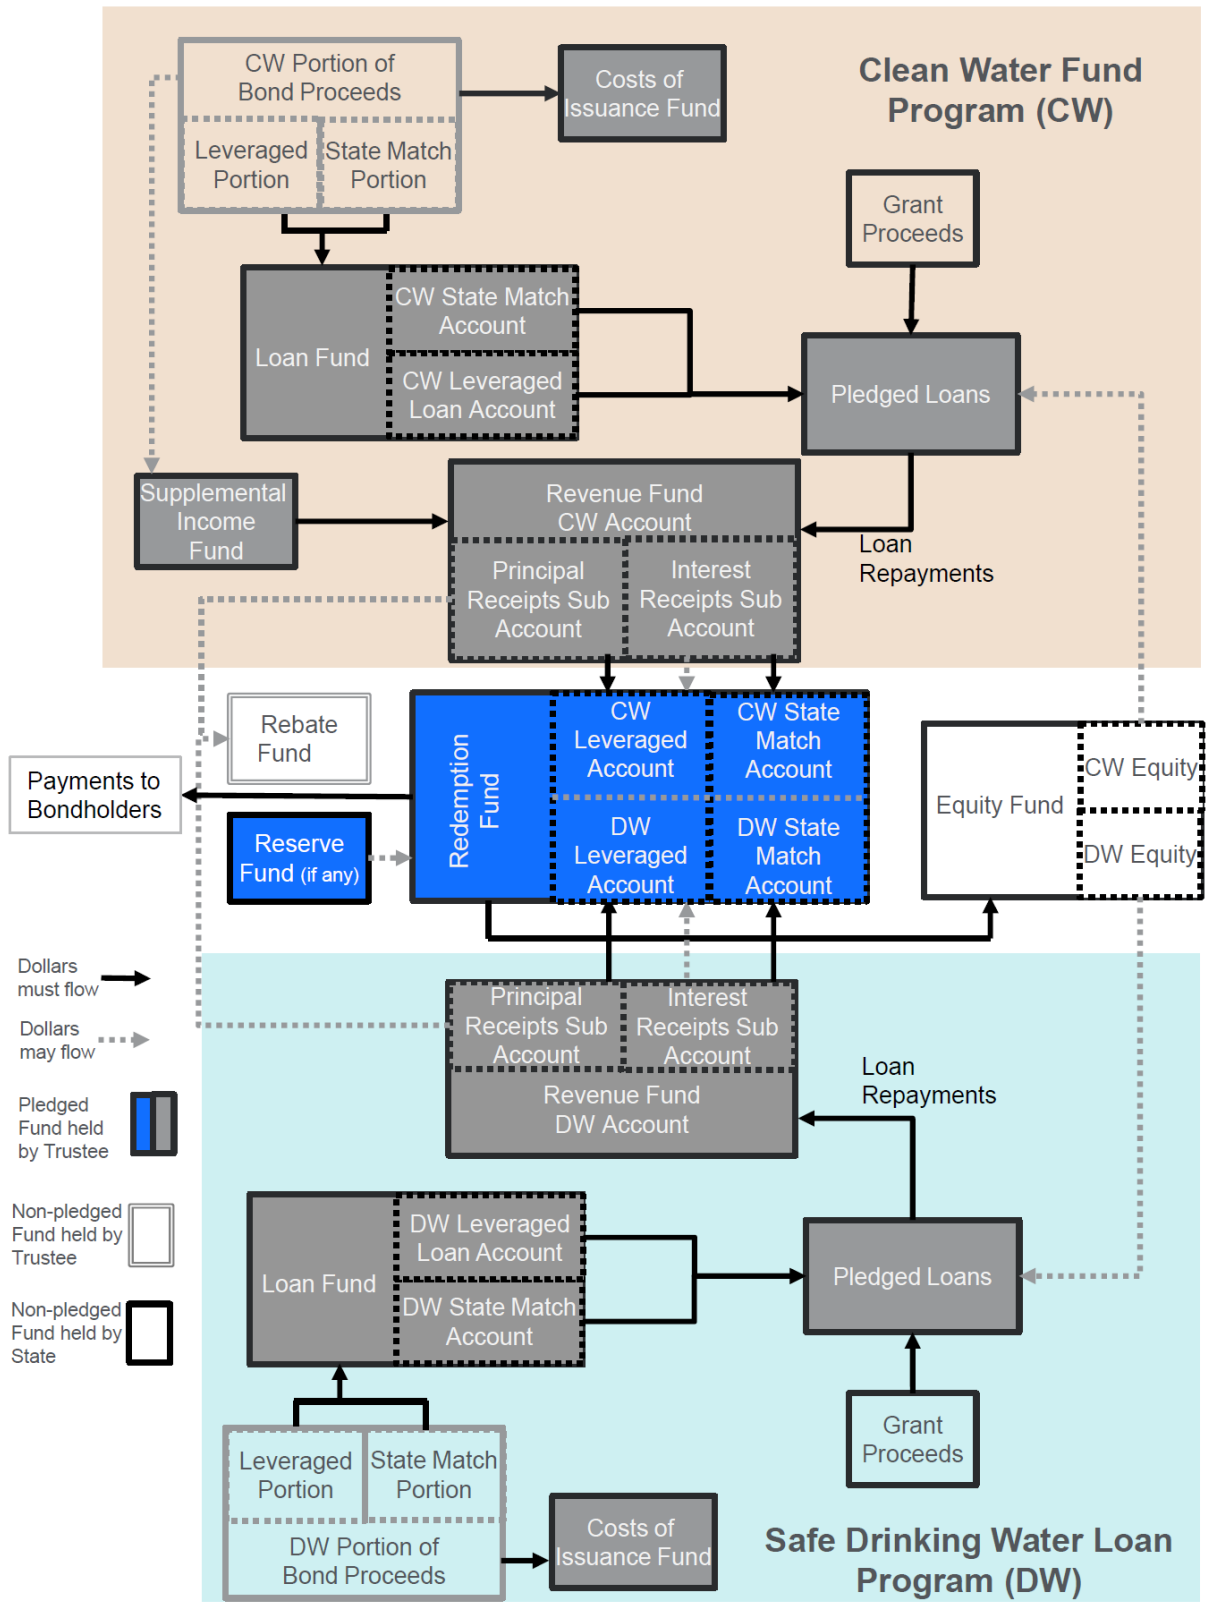 Clean Water Fund
Program (CW)
CW Portion of
Bond Proceeds
Leveraged
Portion
State Match
Portion
Costs of
Issuance Fund
Grant
Proceeds
Loan Fund
CW State Match
Account
CW Leveraged
Loan Account
Pledged Loans
Supplemental
Income
Fund
Revenue Fund
CW Account
Principal
Receipts Sub
Account
Interest
Receipts Sub
Account
Loan
Repayments
Rebate
Fund
Payments to
Bondholders
Reserve
Fund (if any)
Redemption
Fund
CW
Leveraged
Account
CW State
Match
Account
DW
Leveraged
Account
DW State
Match
Account
Equity Fund
CW Equity
DW Equity
Dollars
must flow
Dollars
may flow
Pledged
Fund held
by Trustee
Non-pledged
Fund held by
Trustee
Non-pledged
Fund held by
State
Principal
Receipts Sub
Account
Interest
Receipts Sub
Account
Revenue Fund
DW Account
Loan
Repayments
Loan Fund
DW Leveraged
Loan Account
DW State Match
Account
Pledged Loans
Grant
Proceeds
Leveraged
Portion
State Match
Portion
DW Portion of
Bond Proceeds
Costs of
Issuance Fund
Safe Drinking Water Loan
Program (DW)